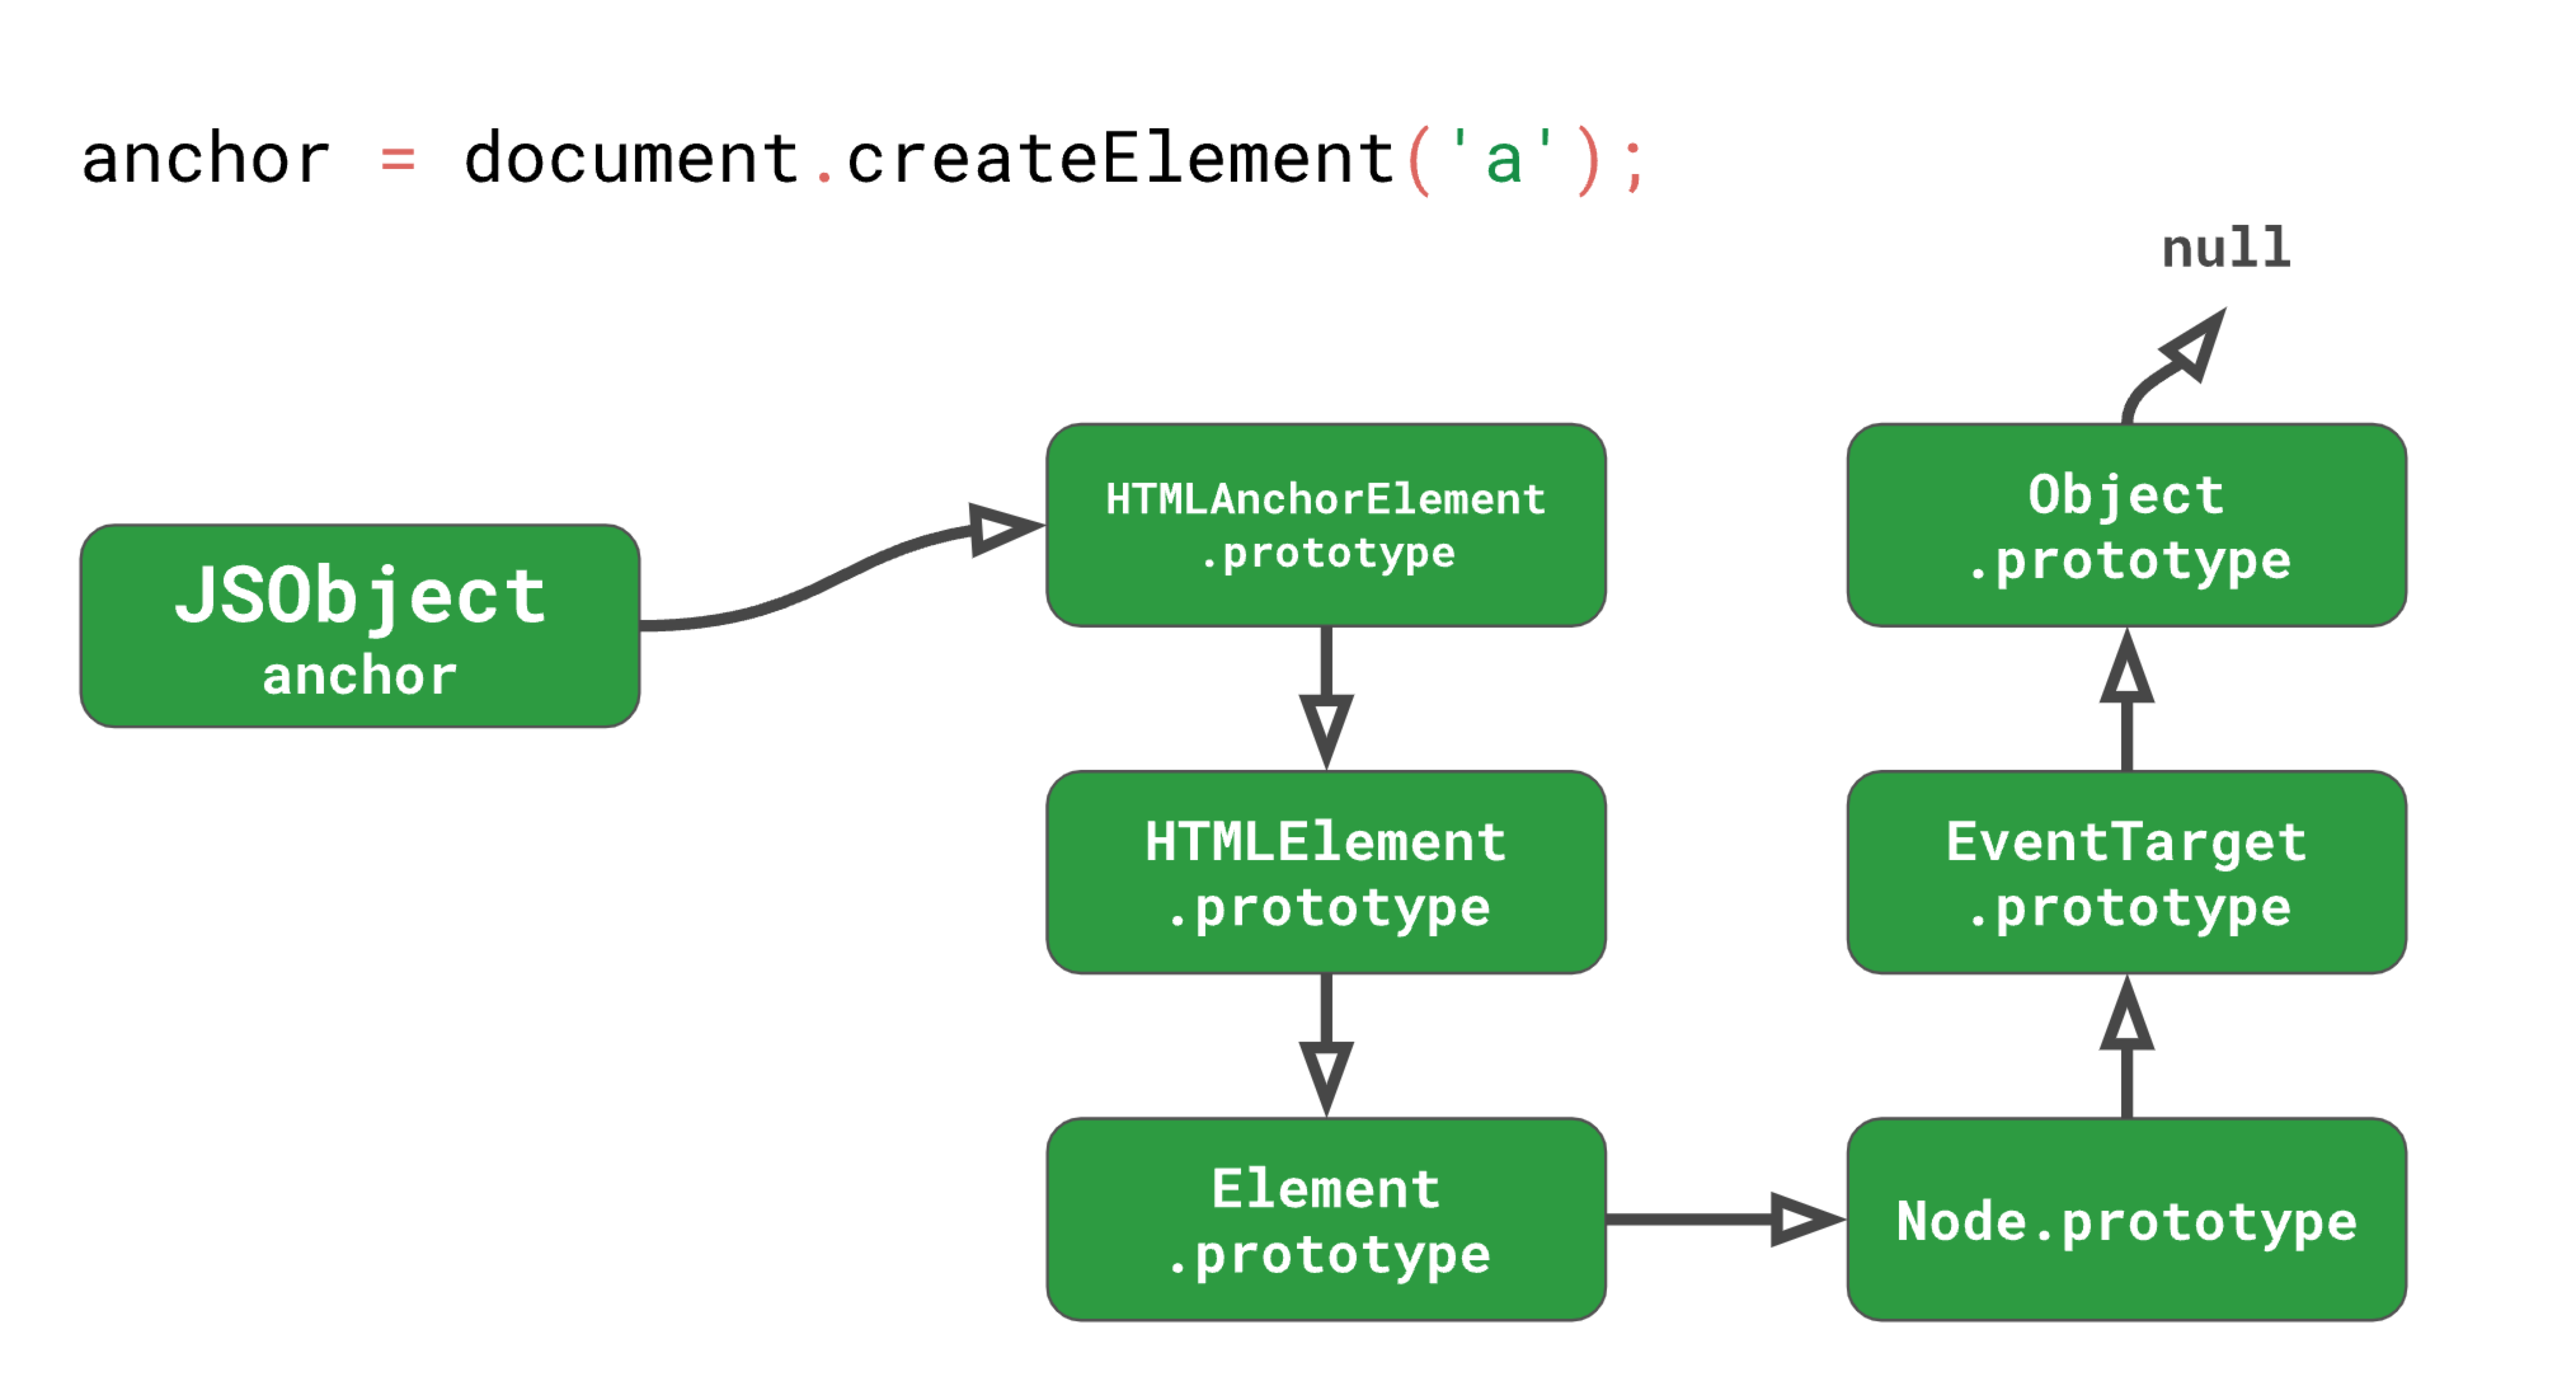 anchor = document.createElement('a');
null
JSObject
anchor
HTMLAnchorElement
.prototype
HTMLElement
.prototype
Element
.prototype
Node.prototype
EventTarget
.prototype
Object
.prototype